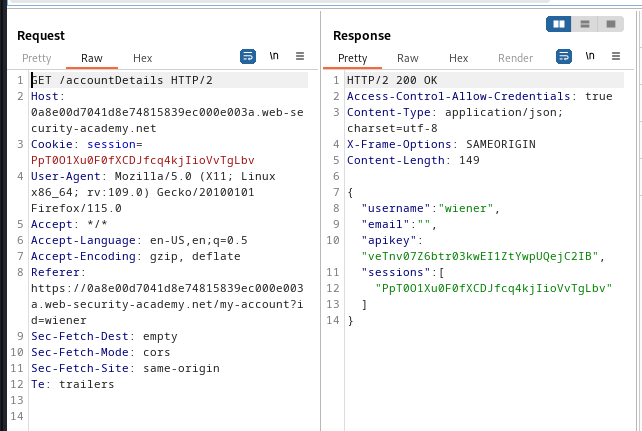 Request
Pretty Raw Hex \n
1 GET /accountDetails HTTP/2
2 Host:
0a8e00d7041d8e74815839ec000e003a.web-se
curity-academy.net
3 Cookie: session=
PpT0O1Xu0F0fXCDJfcq4kjIioVvTgLbv
4 User-Agent: Mozilla/5.0 (X11; Linux
x86_64; rv:109.0) Gecko/20100101
Firefox/115.0
5 Accept: */*
6 Accept-Language: en-US,en;q=0.5
7 Accept-Encoding: gzip, deflate
8 Referer:
https://0a8e00d7041d8e74815839ec000e003
a.web-security-academy.net/my-account?i
d=wiener
9 Sec-Fetch-Dest: empty
10 Sec-Fetch-Mode: cors
11 Sec-Fetch-Site: same-origin
12 Te: trailers
13
14
Response
Pretty Raw Hex Render \n
1 HTTP/2 200 OK
2 Access-Control-Allow-Credentials: true
3 Content-Type: application/json;
charset=utf-8
4 X-Frame-Options: SAMEORIGIN
5 Content-Length: 149
6
7 {
8 "username":"wiener",
9 "email":"",
10 "apikey":
"veTnv07Z6btr03kwEI1ZtYwpUQejC2IB",
11 "sessions":[
12 "PpT0O1Xu0F0fXCDJfcq4kjIioVvTgLbv"
13 ]
14 }